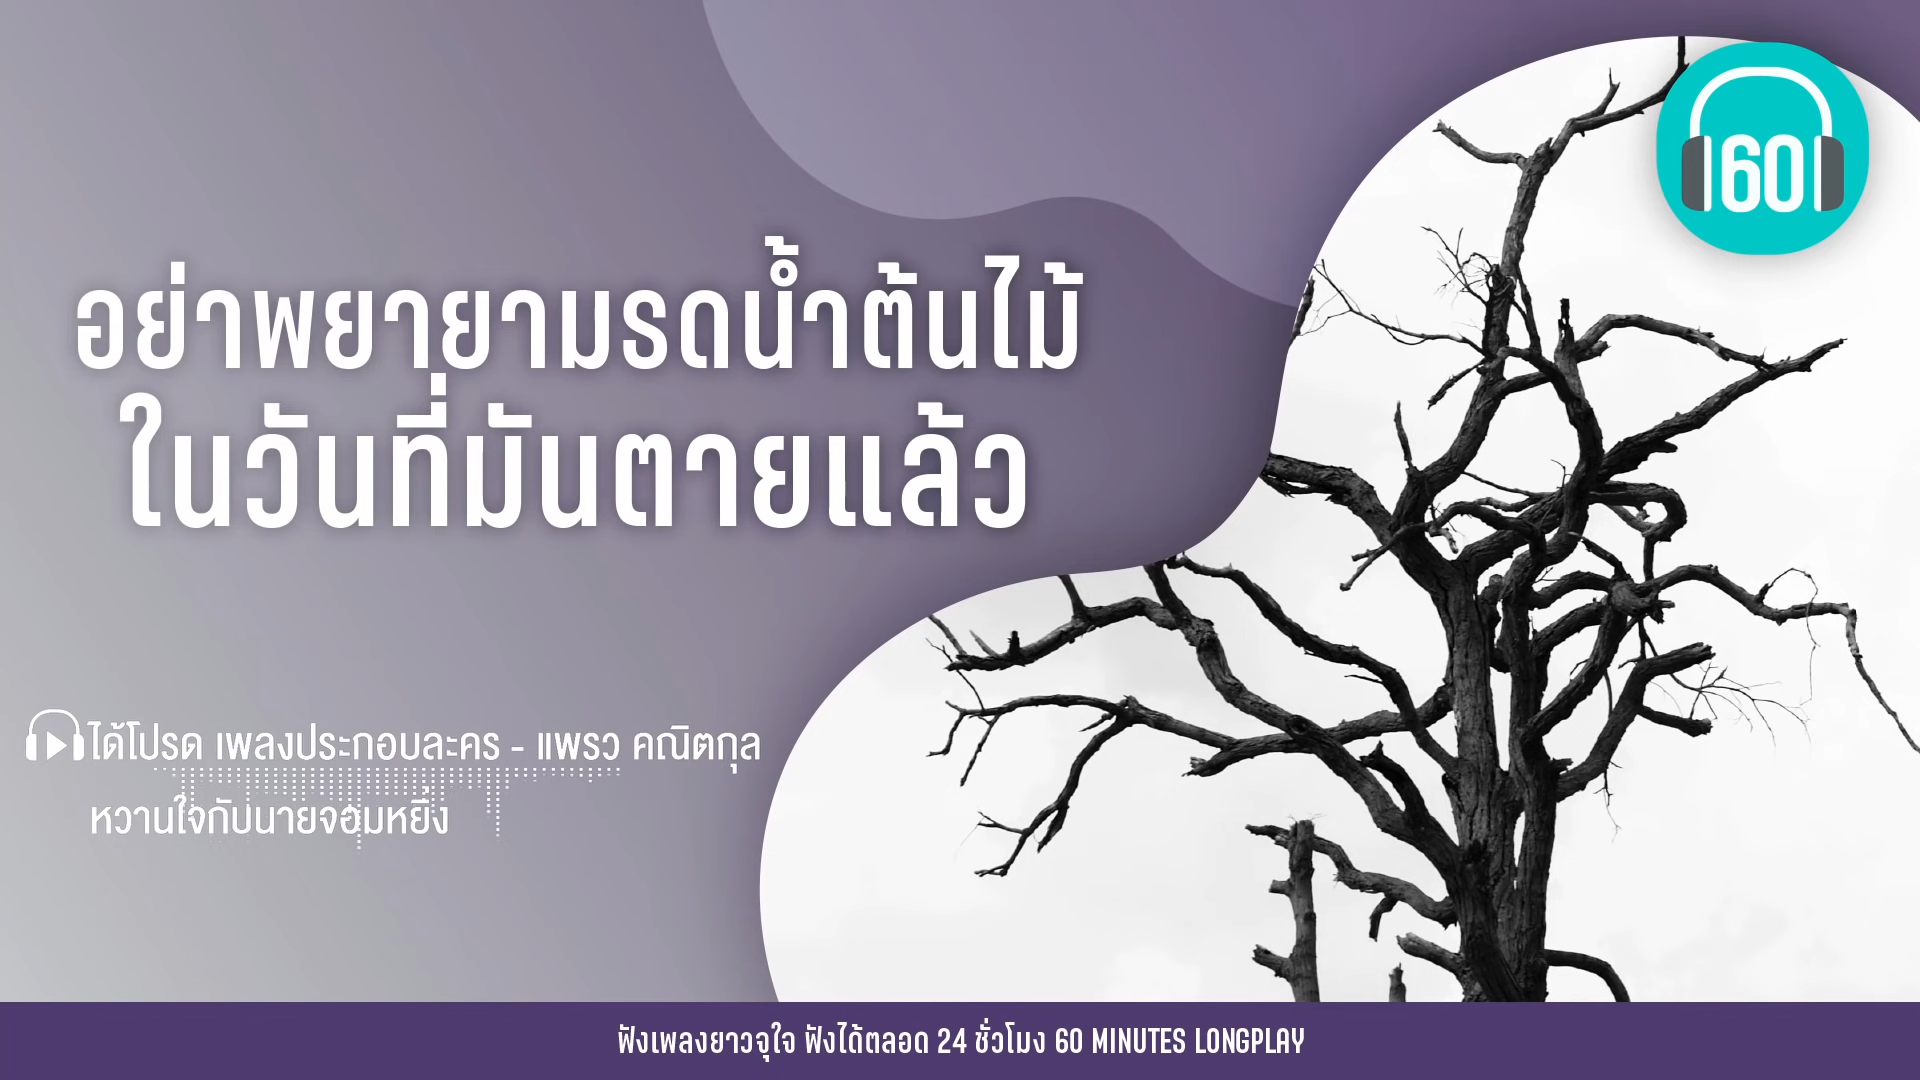 |60|
อย่าพยายามรดน้ำต้นไม้
ในวันที่มันตายแล้ว
ได้โปรด เพลงประกอบละคร - แพรว คณิตกุล
หวานใจกับนายจอมหยิ่ง
ฟังเพลงยาวจุใจ ฟังได้ตลอด 24 ชั่วโมง 60 MINUTES LONGPLAY